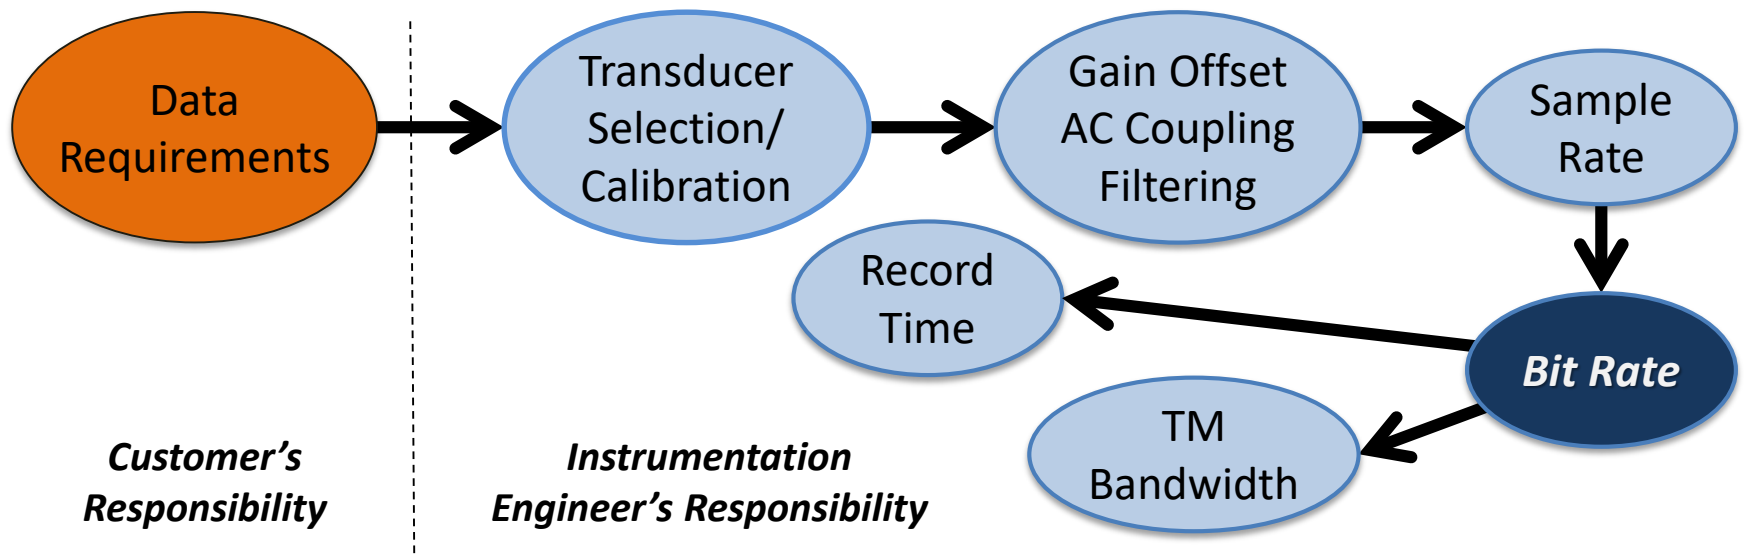 Data
Requirements
Transducer
Selection/
Calibration
Gain Offset
AC Coupling
Filtering
Sample
Rate
Record
Time
Bit Rate
TM
Bandwidth
Customer’s
Responsibility
Instrumentation
Engineer’s Responsibility